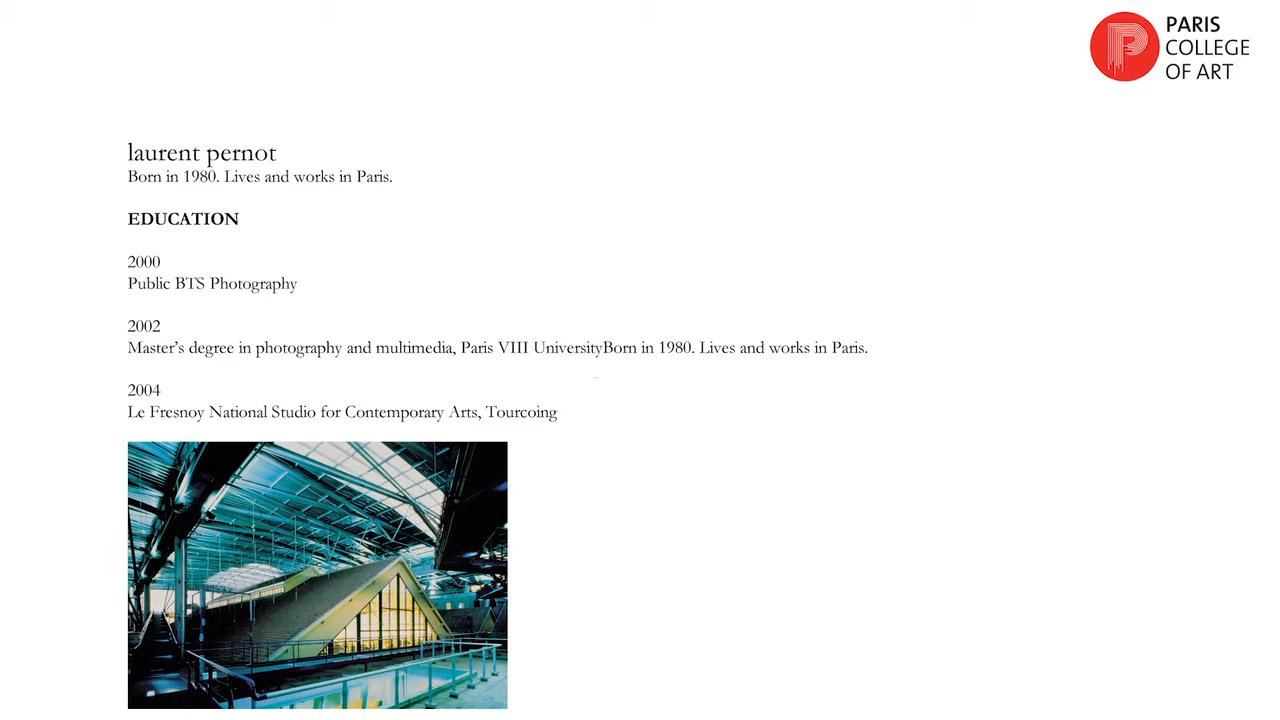 PARIS
COLLEGE
OF ART
laurent pernot
Born in 1980. Lives and works in Paris.
EDUCATION
2000
Public BTS Photography
2002
Master's degree in photography and multimedia, Paris VIII UniversityBorn in 1980. Lives and works in Paris.
2004
Le Fresnoy National Studio for Contemporary Arts, Tourcoing